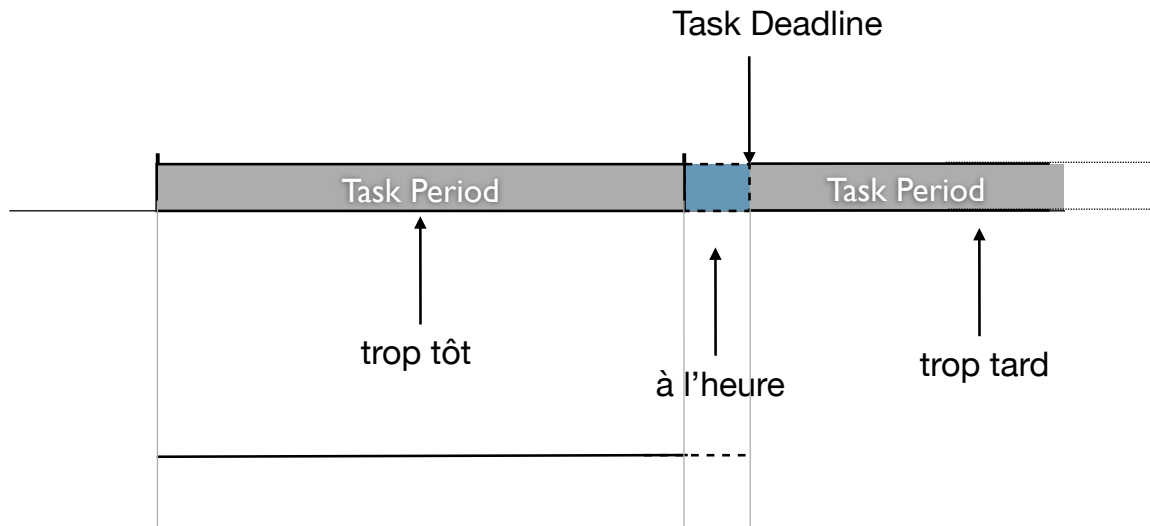 Task Deadline
Task Period
Task Period
trop tôt
à l'heure
trop tard